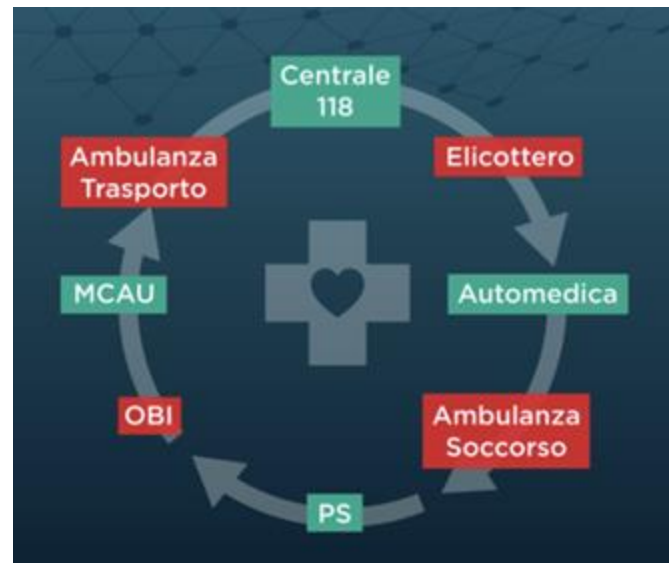 Centrale
118
Elicottero
Automedica
Ambulanza
Soccorso
PS
OBI
MCAU
Ambulanza
Trasporto